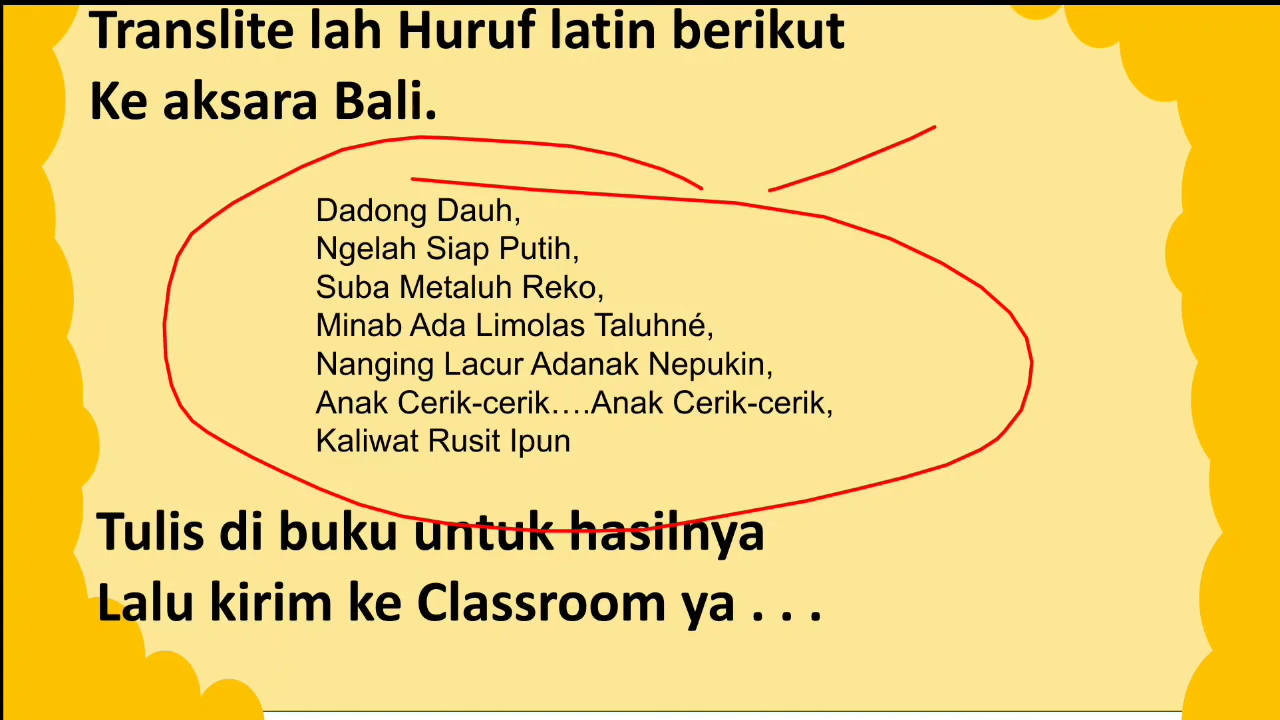 Translite lah Huruf latin berikut
Ke aksara Bali.
Dadong Dauh,
Ngelah Siap Putih,
Suba Metaluh Reko,
Minab Ada Limolas Taluhné,
Nanging Lacur Adanak Nepukin,
Anak Cerik-cerik….Anak Cerik-cerik,
Kaliwat Rusit Ipun
Tulis di buku untuk hasilnya
Lalu kirim ke Classroom ya . . .